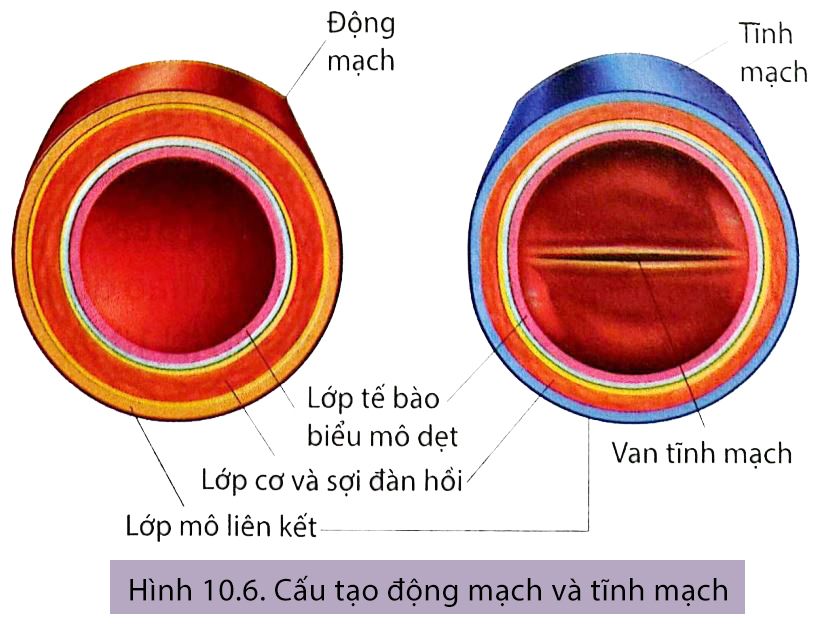 Động
mạch
Tĩnh
mạch
Lớp tế bào
biểu mô dẹt
Van tĩnh mạch
Lớp cơ và sợi đàn hồi
Lớp mô liên kết
Hình 10.6. Cấu tạo động mạch và tĩnh mạch